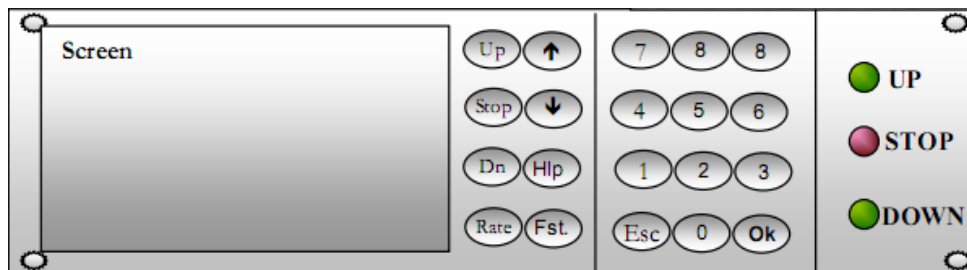 Screen
Up ↑ 7 8 8
UP
Stop ↓ 4 5 6
STOP
Dn Hlp 1 2 3
Rate Fst. Esc 0 Ok
DOWN